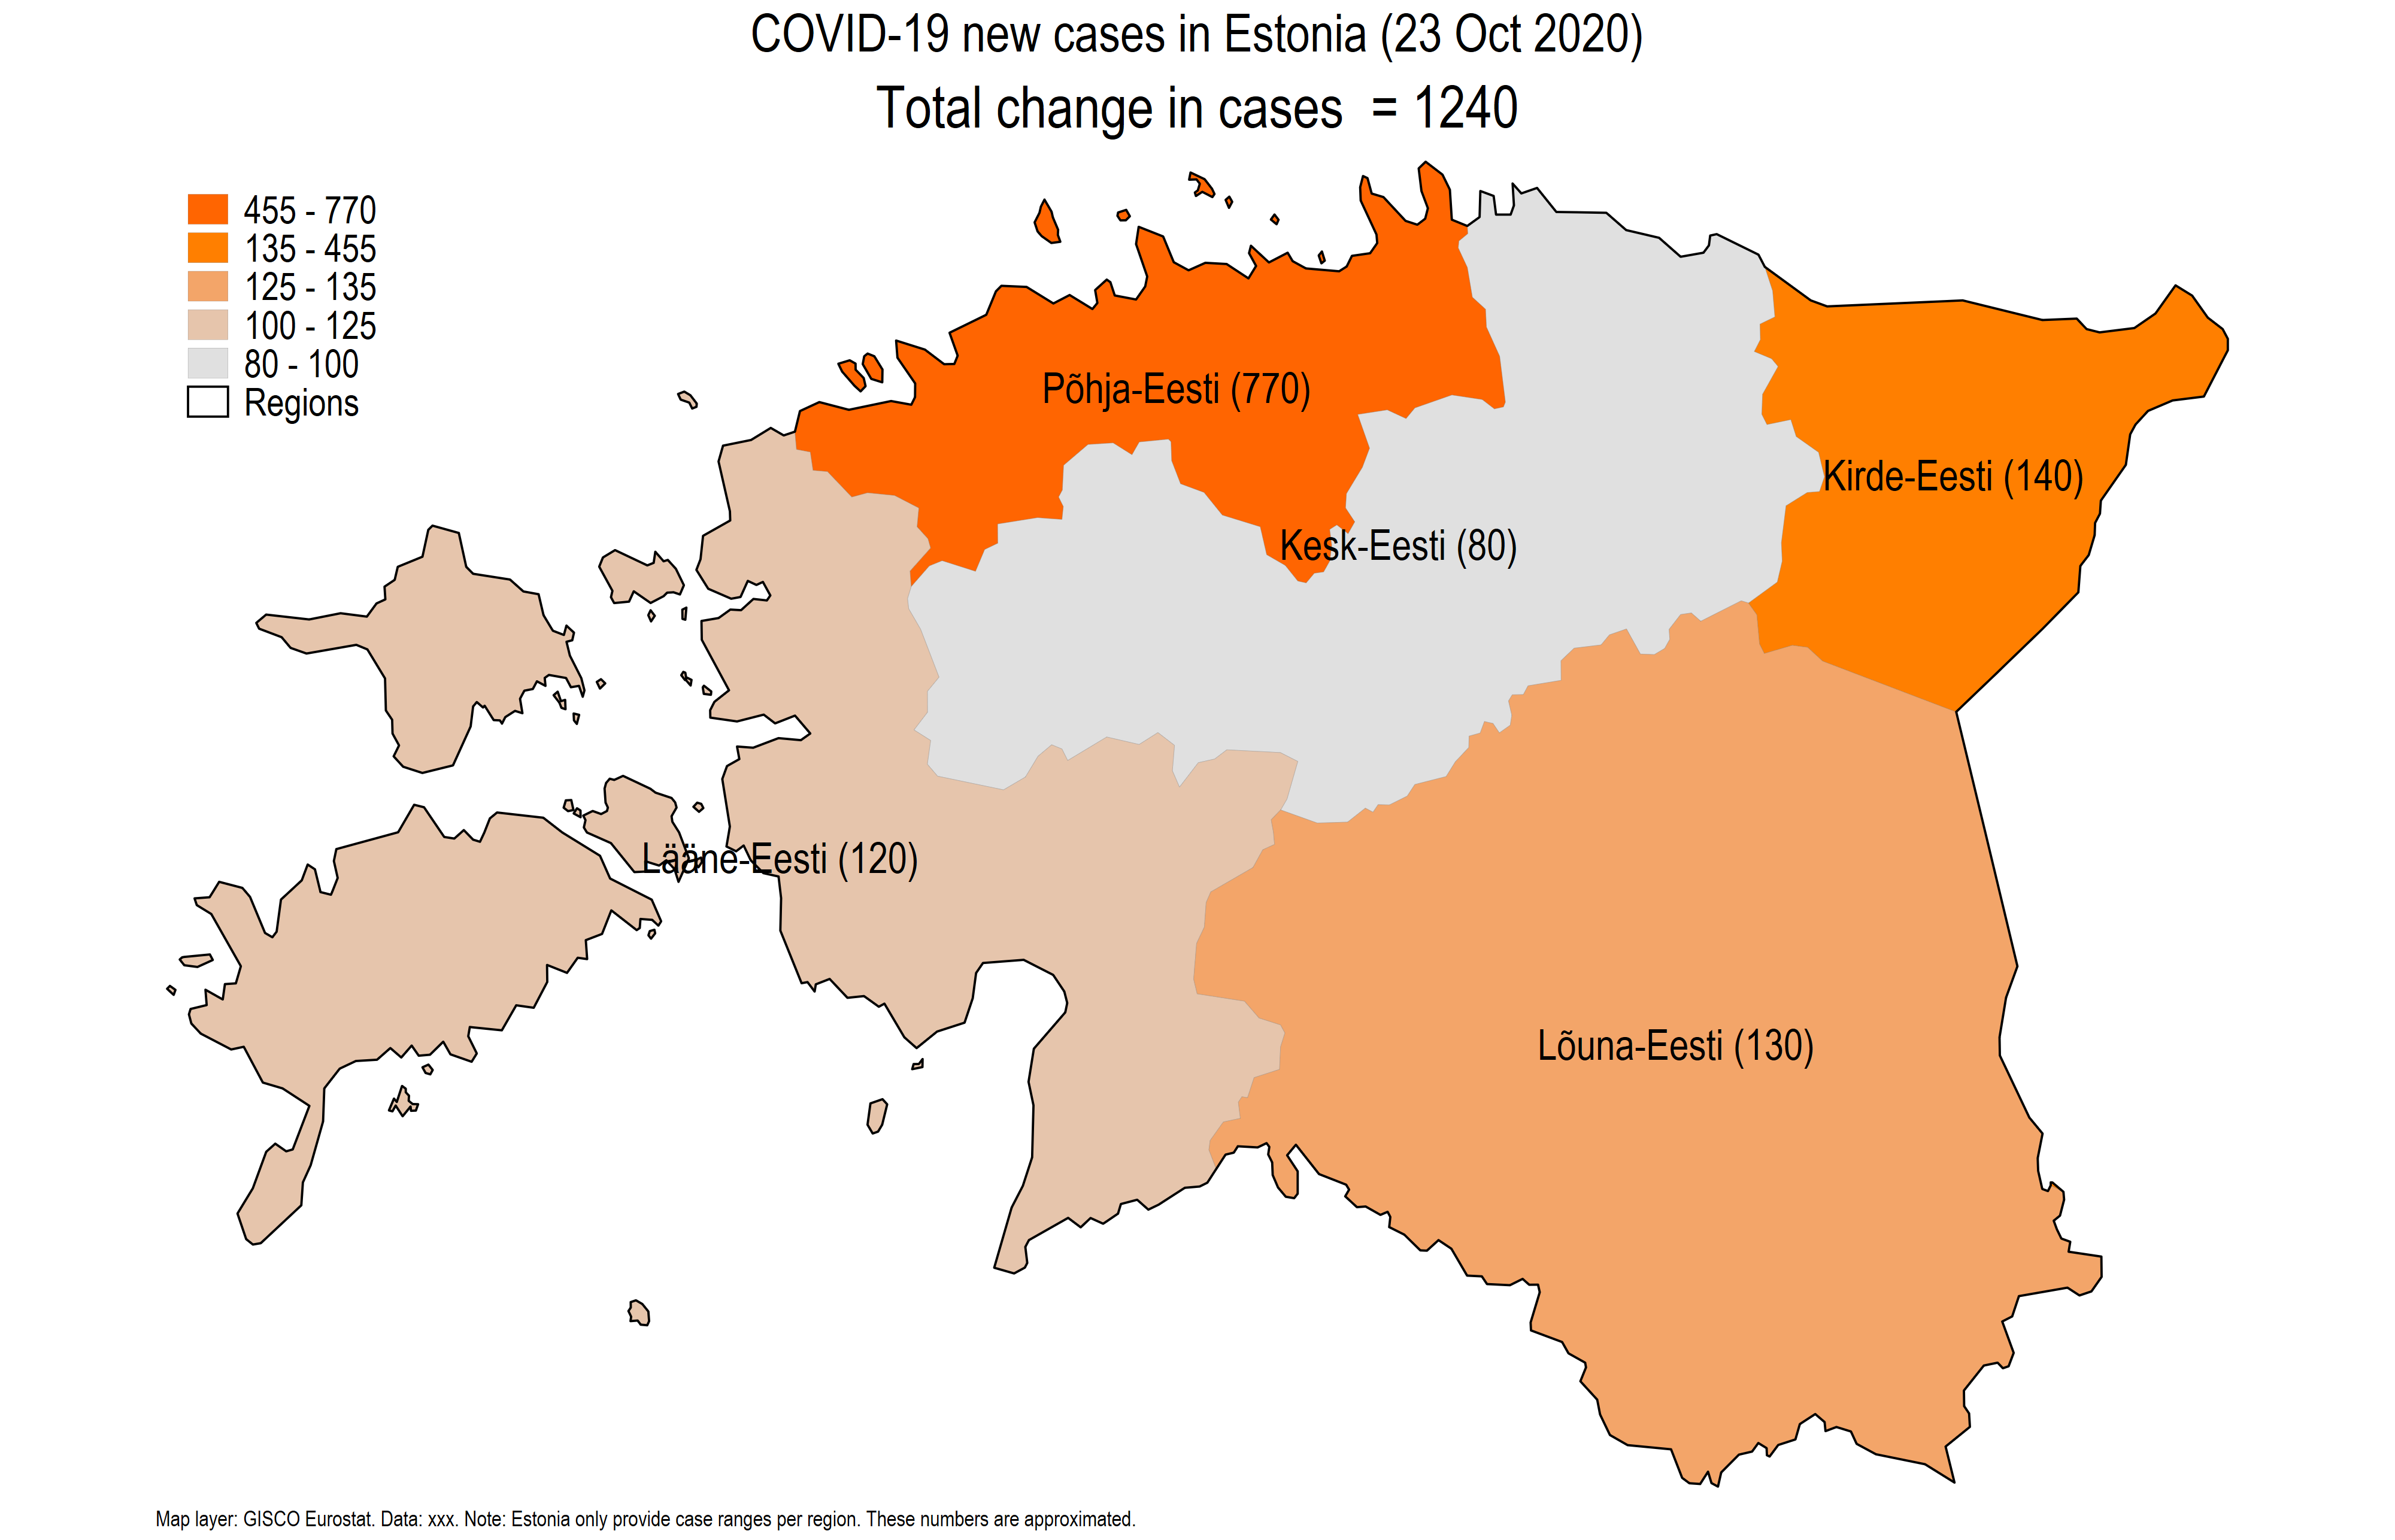 COVID-19 new cases in Estonia (23 Oct 2020)
Total change in cases  = 1240
455 - 770
135 - 455
125 - 135
100 - 125
80 - 100
Regions
Põhja-Eesti (770)
Kirde-Eesti (140)
Kesk-Eesti (80)
Lääne-Eesti (120)
Lõuna-Eesti (130)
Map layer: GISCO Eurostat. Data: xxx. Note: Estonia only provide case ranges per region. These numbers are approximated.